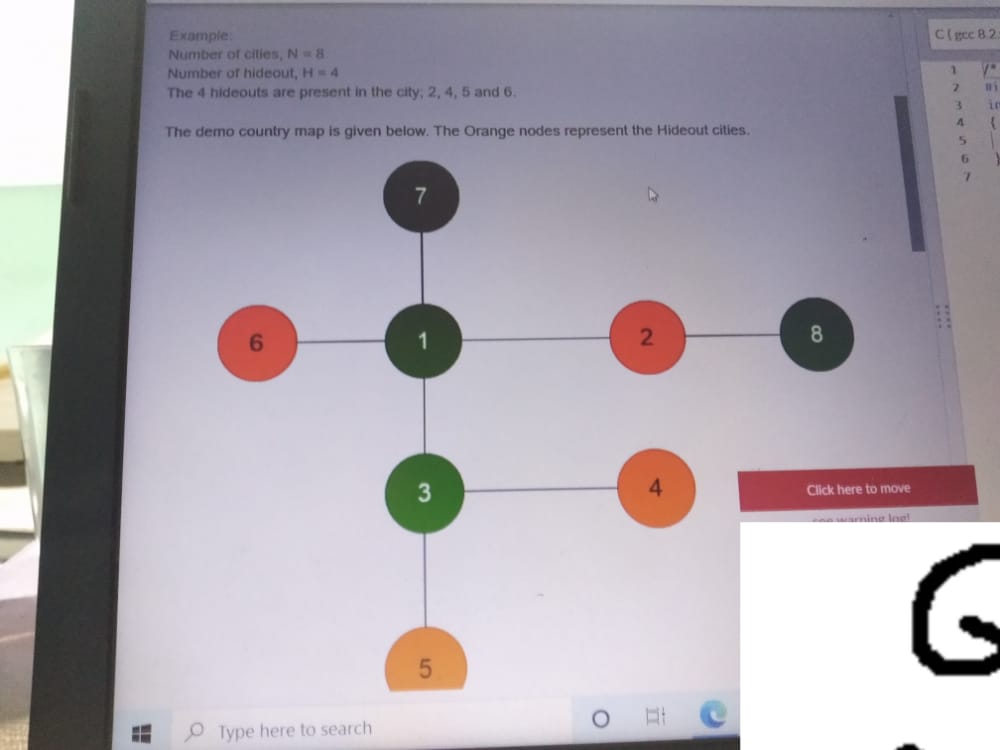 Example:
Number of cities, N = 8
Number of hideout, H = 4
The 4 hideouts are present in the city; 2, 4, 5 and 6.
The demo country map is given below. The Orange nodes represent the Hideout cities.
C ( gcc 8.2.
1 /*
2
3
4 {
5
6 }
7
7
6 1 2 8
3 4
Click here to move
see warning log!
5
Type here to search